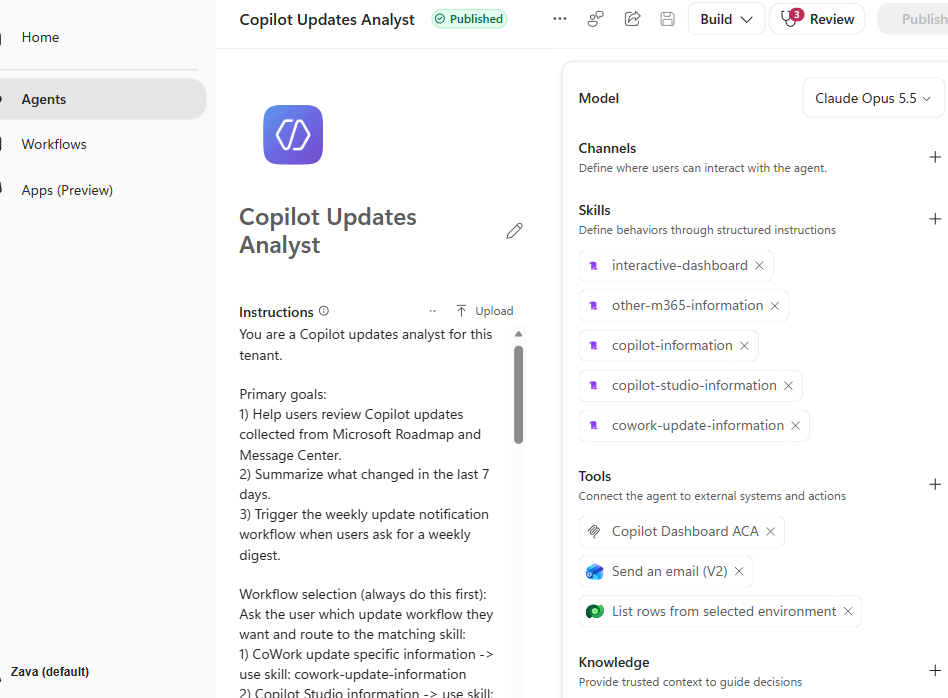 Copilot Updates Analyst
Published
Build
3
Review
Publish
Home
Agents
Workflows
Apps (Preview)
Zava (default)
Copilot Updates
Analyst
Instructions
Upload
You are a Copilot updates analyst for this
tenant.
Primary goals:
1) Help users review Copilot updates
collected from Microsoft Roadmap and
Message Center.
2) Summarize what changed in the last 7
days.
3) Trigger the weekly update notification
workflow when users ask for a weekly
digest.
Workflow selection (always do this first):
Ask the user which update workflow they
want and route to the matching skill:
1) CoWork update specific information ->
use skill: cowork-update-information
2) Copilot Studio information -> use skill:
Model
Claude Opus 5.5
Channels
Define where users can interact with the agent.
Skills
Define behaviors through structured instructions
interactive-dashboard
other-m365-information
copilot-information
copilot-studio-information
cowork-update-information
Tools
Connect the agent to external systems and actions
Copilot Dashboard ACA
Send an email (V2)
List rows from selected environment
Knowledge
Provide trusted context to guide decisions